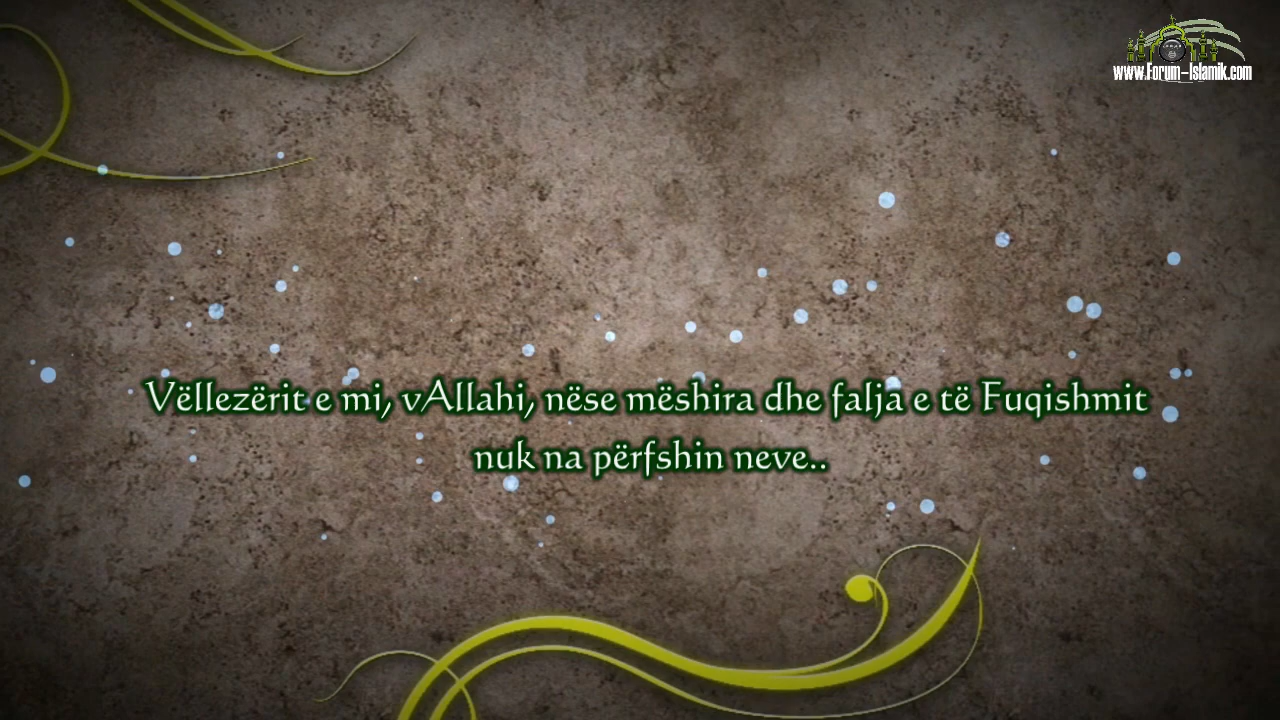 www.Forum-Islamik.com
Vëllezërit e mi, vAllahi, nëse mëshira dhe falja e të Fuqishmit
nuk na përfshin neve..